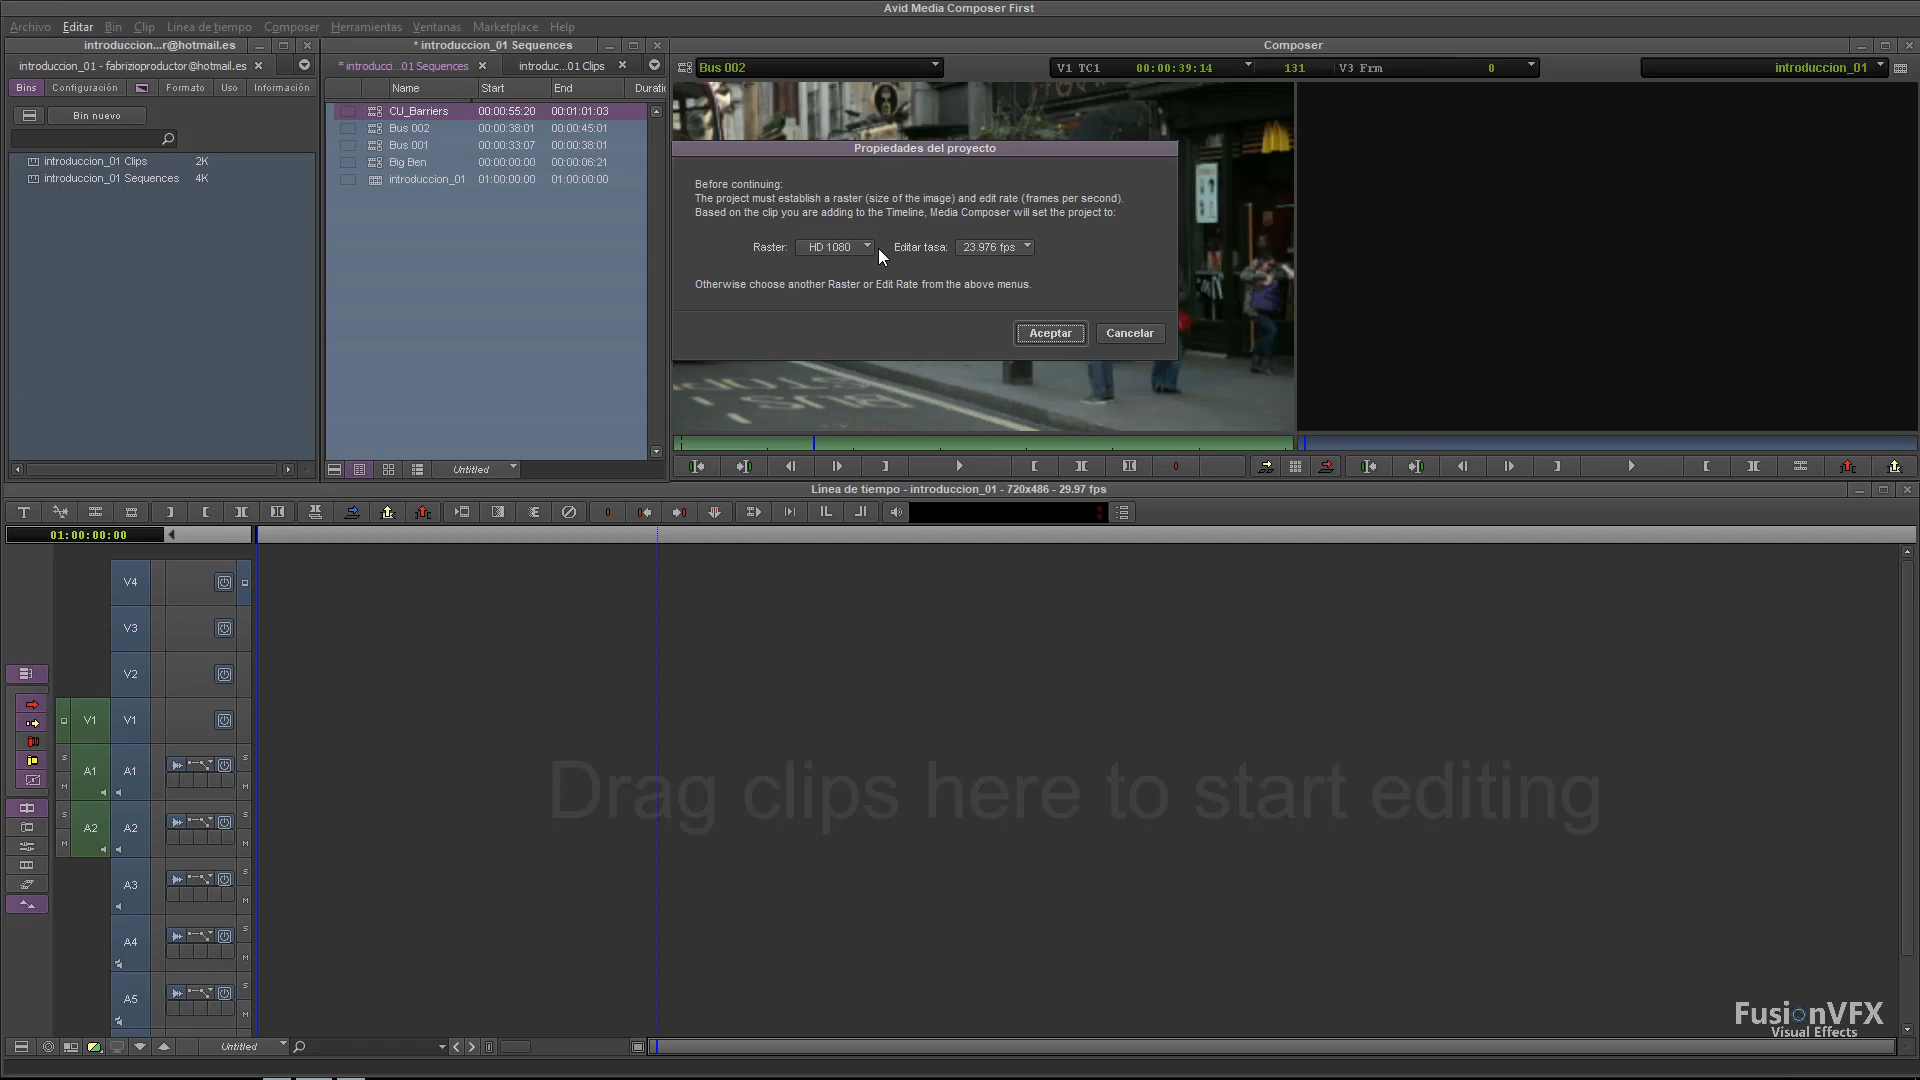 Avid Media Composer First
Archivo Editar Bin Clip Línea de tiempo Composer Herramientas Ventanas Marketplace Help
introduccion...r@hotmail.es
* introduccion_01 Sequences
Composer
introduccion_01 - fabrizioproductor@hotmail.es
*introducci...01 Sequences
introduc...01 Clips
Bus 002
V1 TC1 00:00:39:14 131 V3 Frm 0
introduccion_01
Bins Configuración Formato Uso Información
Name Start End Duratic
Bin nuevo
CU_Barriers 00:00:55:20 00:01:01:03
Bus 002 00:00:38:01 00:00:45:01
Bus 001 00:00:33:07 00:00:38:01
Big Ben 00:00:00:00 00:00:06:21
introduccion_01 01:00:00:00 01:00:00:00
introduccion_01 Clips 2K
introduccion_01 Sequences 4K
Propiedades del proyecto
Before continuing:
The project must establish a raster (size of the image) and edit rate (frames per second).
Based on the clip you are adding to the Timeline, Media Composer will set the project to:
Raster: HD 1080 Editar tasa: 23.976 fps
Otherwise choose another Raster or Edit Rate from the above menus.
Aceptar Cancelar
BUS STOP
Untitled
Línea de tiempo - introduccion_01 - 720x486 - 29.97 fps
01:00:00:00
V4
V3
V2
V1 V1
S A1 A1 S
M M
S A2 A2 S
M M
A3 S
M
A4 S
M
A5 S
M
Drag clips here to start editing
Untitled
FusionVFX
Visual Effects